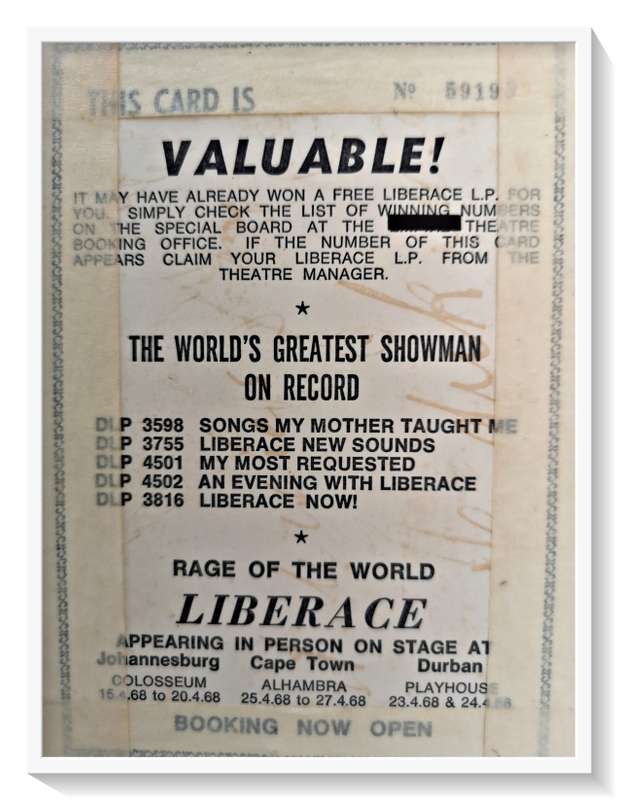 THIS CARD IS Nº 5919
VALUABLE!
IT MAY HAVE ALREADY WON A FREE LIBERACE L.P. FOR
YOU. SIMPLY CHECK THE LIST OF WINNING NUMBERS
ON THE SPECIAL BOARD AT THE THEATRE
BOOKING OFFICE. IF THE NUMBER OF THIS CARD
APPEARS CLAIM YOUR LIBERACE L.P. FROM THE
THEATRE MANAGER.
★
THE WORLD'S GREATEST SHOWMAN
ON RECORD
DLP 3598 SONGS MY MOTHER TAUGHT ME
DLP 3755 LIBERACE NEW SOUNDS
DLP 4501 MY MOST REQUESTED
DLP 4502 AN EVENING WITH LIBERACE
DLP 3816 LIBERACE NOW!
★
RAGE OF THE WORLD
LIBERACE
APPEARING IN PERSON ON STAGE AT
Johannesburg Cape Town Durban
COLOSSEUM ALHAMBRA PLAYHOUSE
15.4.68 to 20.4.68 25.4.68 to 27.4.68 23.4.68 & 24.4.68
BOOKING NOW OPEN